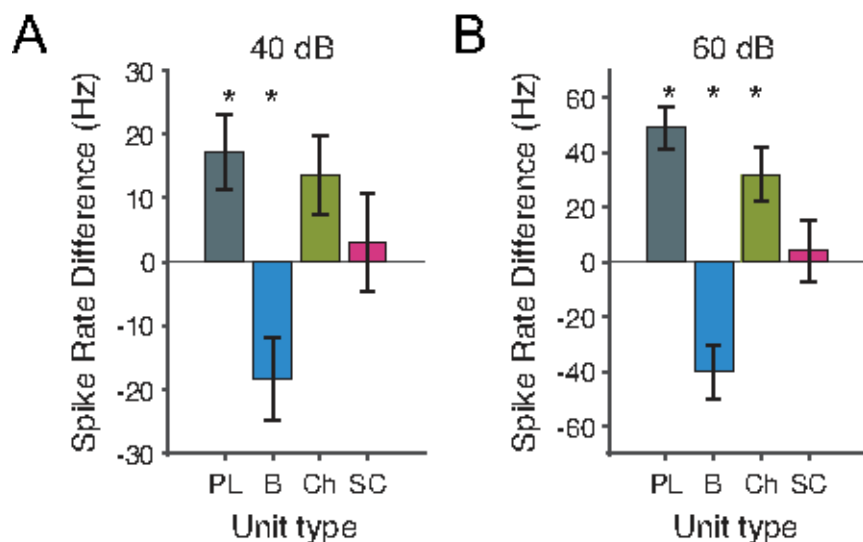 A
40 dB
Spike Rate Difference (Hz)
30
20
10
0
-10
-20
-30
* *
PL B Ch SC
Unit type
B
60 dB
Spike Rate Difference (Hz)
60
40
20
0
-20
-40
-60
* * *
PL B Ch SC
Unit type